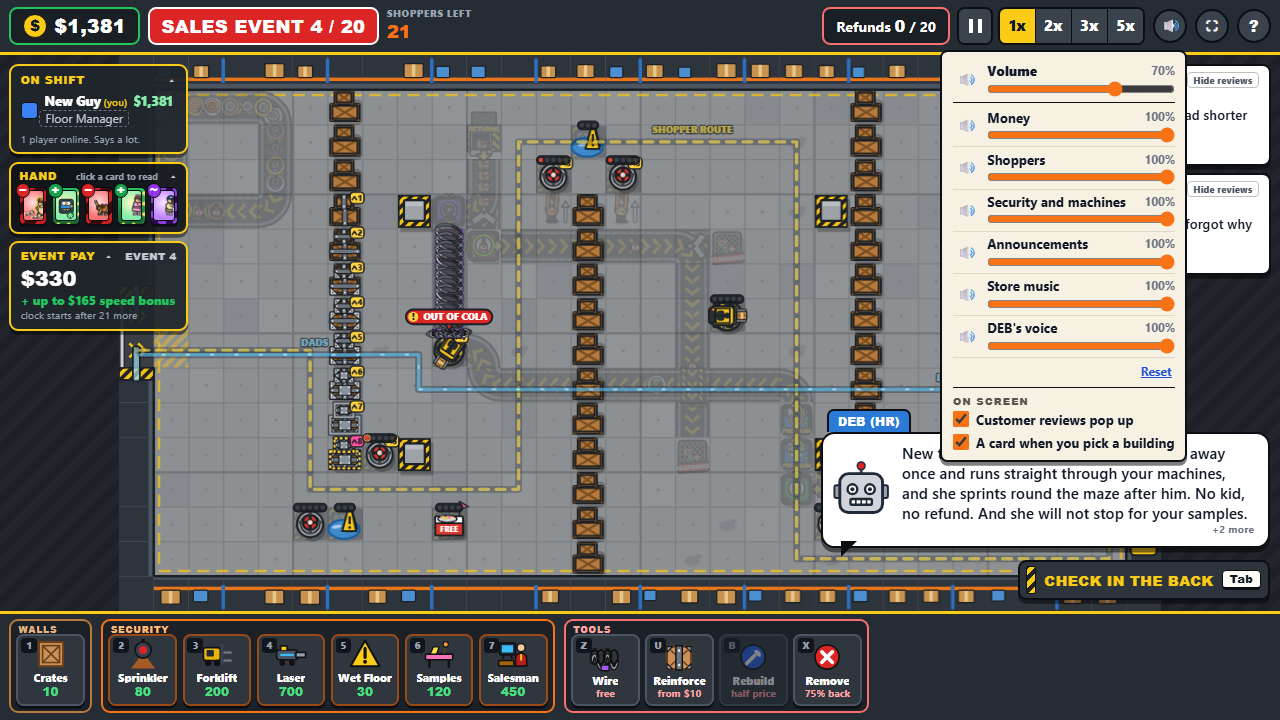 $ $1,381
SALES EVENT 4 / 20
SHOPPERS LEFT
21
Refunds 0 / 20
1x
2x
3x
5x
?
ON SHIFT
New Guy (you) $1,381
Floor Manager
1 player online. Says a lot.
HAND
click a card to read
EVENT PAY
EVENT 4
$330
+ up to $165 speed bonus
clock starts after 21 more
SHOPPER ROUTE
A1
A2
A3
A4
A5
A6
A7
A8
! OUT OF COLA
DADS
FREE
Volume 70%
Money 100%
Shoppers 100%
Security and machines 100%
Announcements 100%
Store music 100%
DEB's voice 100%
Reset
ON SCREEN
Customer reviews pop up
A card when you pick a building
Hide reviews
ad shorter
Hide reviews
forgot why
DEB (HR)
New
away
once and runs straight through your machines,
and she sprints round the maze after him. No kid,
no refund. And she will not stop for your samples.
+2 more
CHECK IN THE BACK Tab
WALLS
1
Crates
10
SECURITY
2
Sprinkler
80
3
Forklift
200
4
Laser
700
5
Wet Floor
30
6
Samples
120
7
Salesman
450
TOOLS
Z
Wire
free
U
Reinforce
from $10
B
Rebuild
half price
X
Remove
75% back